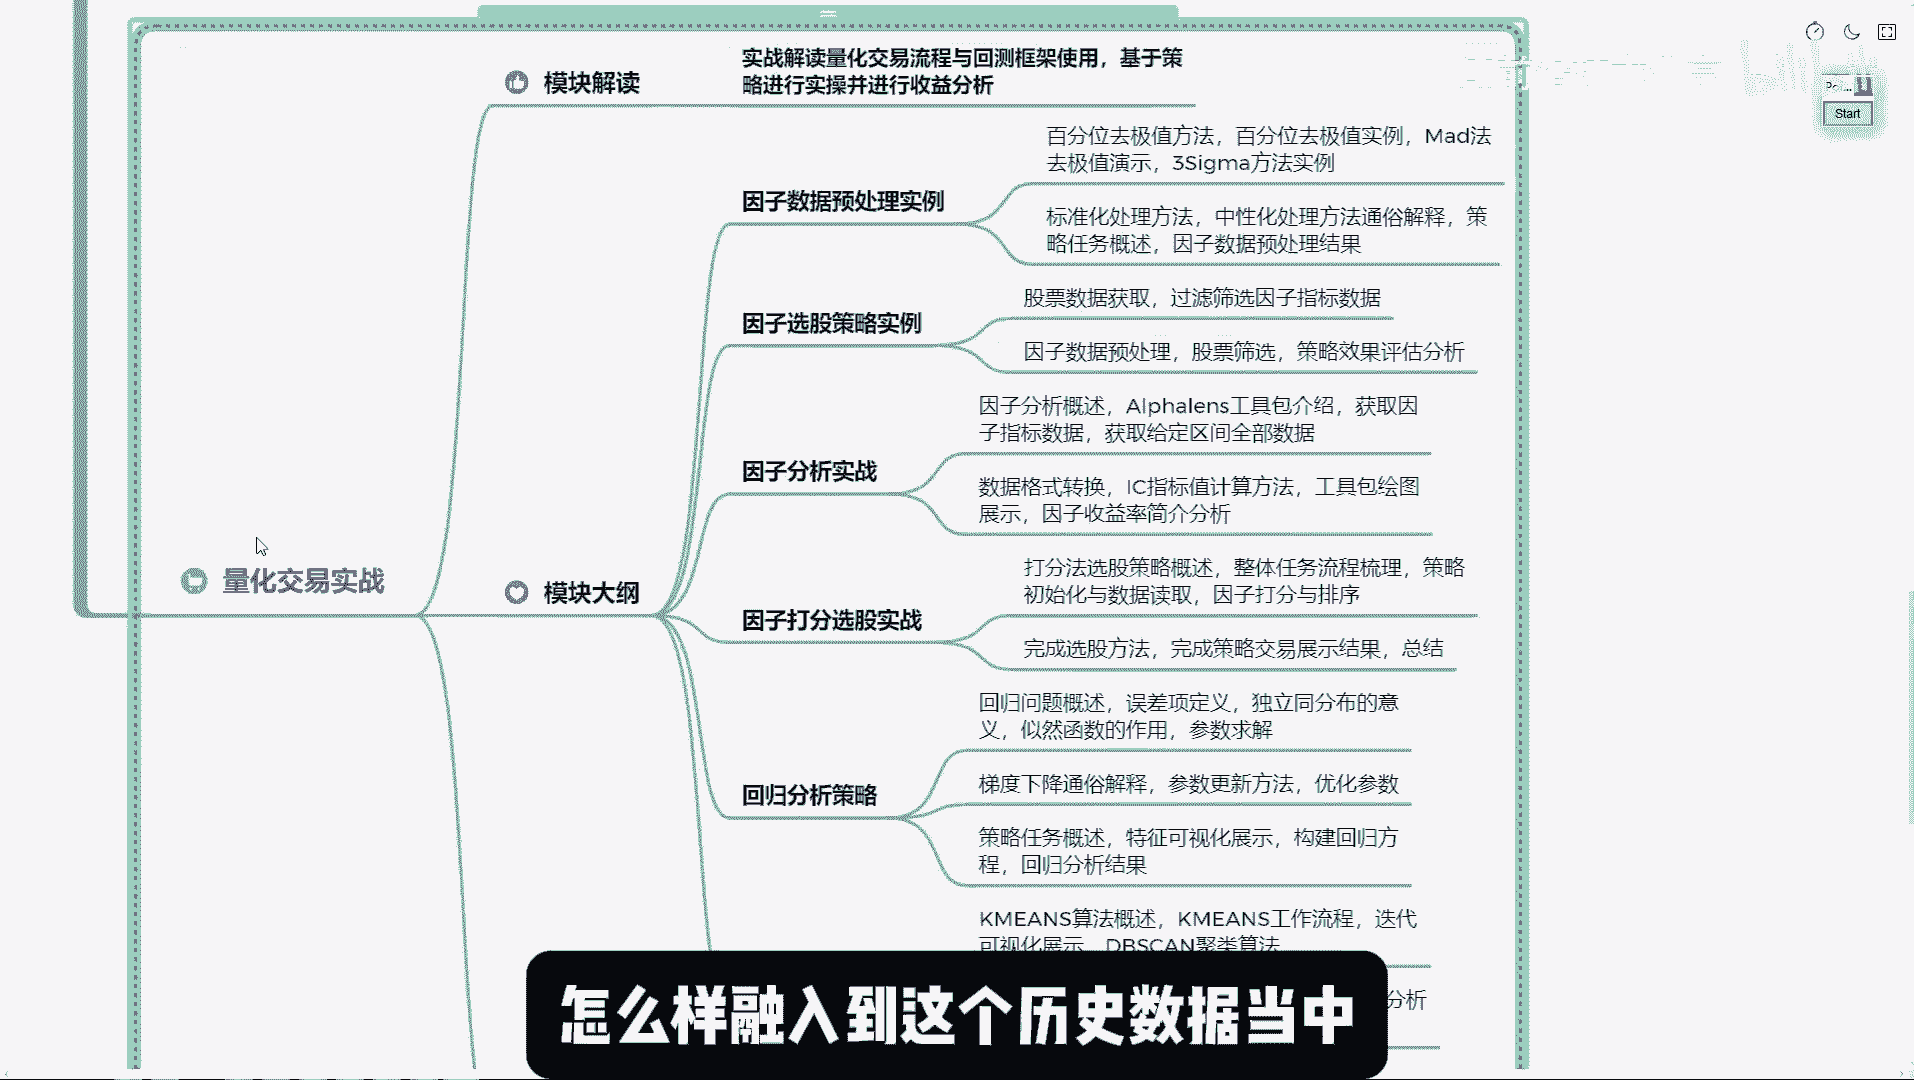 模块解读
实战解读量化交易流程与回测框架使用，基于策
略进行实操并进行收益分析
Start
百分位去极值方法，百分位去极值实例，Mad法
去极值演示，3Sigma方法实例
因子数据预处理实例
标准化处理方法，中性化处理方法通俗解释，策
略任务概述，因子数据预处理结果
股票数据获取，过滤筛选因子指标数据
因子选股策略实例
因子数据预处理，股票筛选，策略效果评估分析
因子分析概述，Alphalens工具包介绍，获取因
子指标数据，获取给定区间全部数据
因子分析实战
数据格式转换，IC指标值计算方法，工具包绘图
展示，因子收益率简介分析
量化交易实战
模块大纲
打分法选股策略概述，整体任务流程梳理，策略
初始化与数据读取，因子打分与排序
因子打分选股实战
完成选股方法，完成策略交易展示结果，总结
回归问题概述，误差项定义，独立同分布的意
义，似然函数的作用，参数求解
回归分析策略
梯度下降通俗解释，参数更新方法，优化参数
策略任务概述，特征可视化展示，构建回归方
程，回归分析结果
KMEANS算法概述，KMEANS工作流程，迭代
可视化展示，DBSCAN聚类算法
分析
怎么样融入到这个历史数据当中